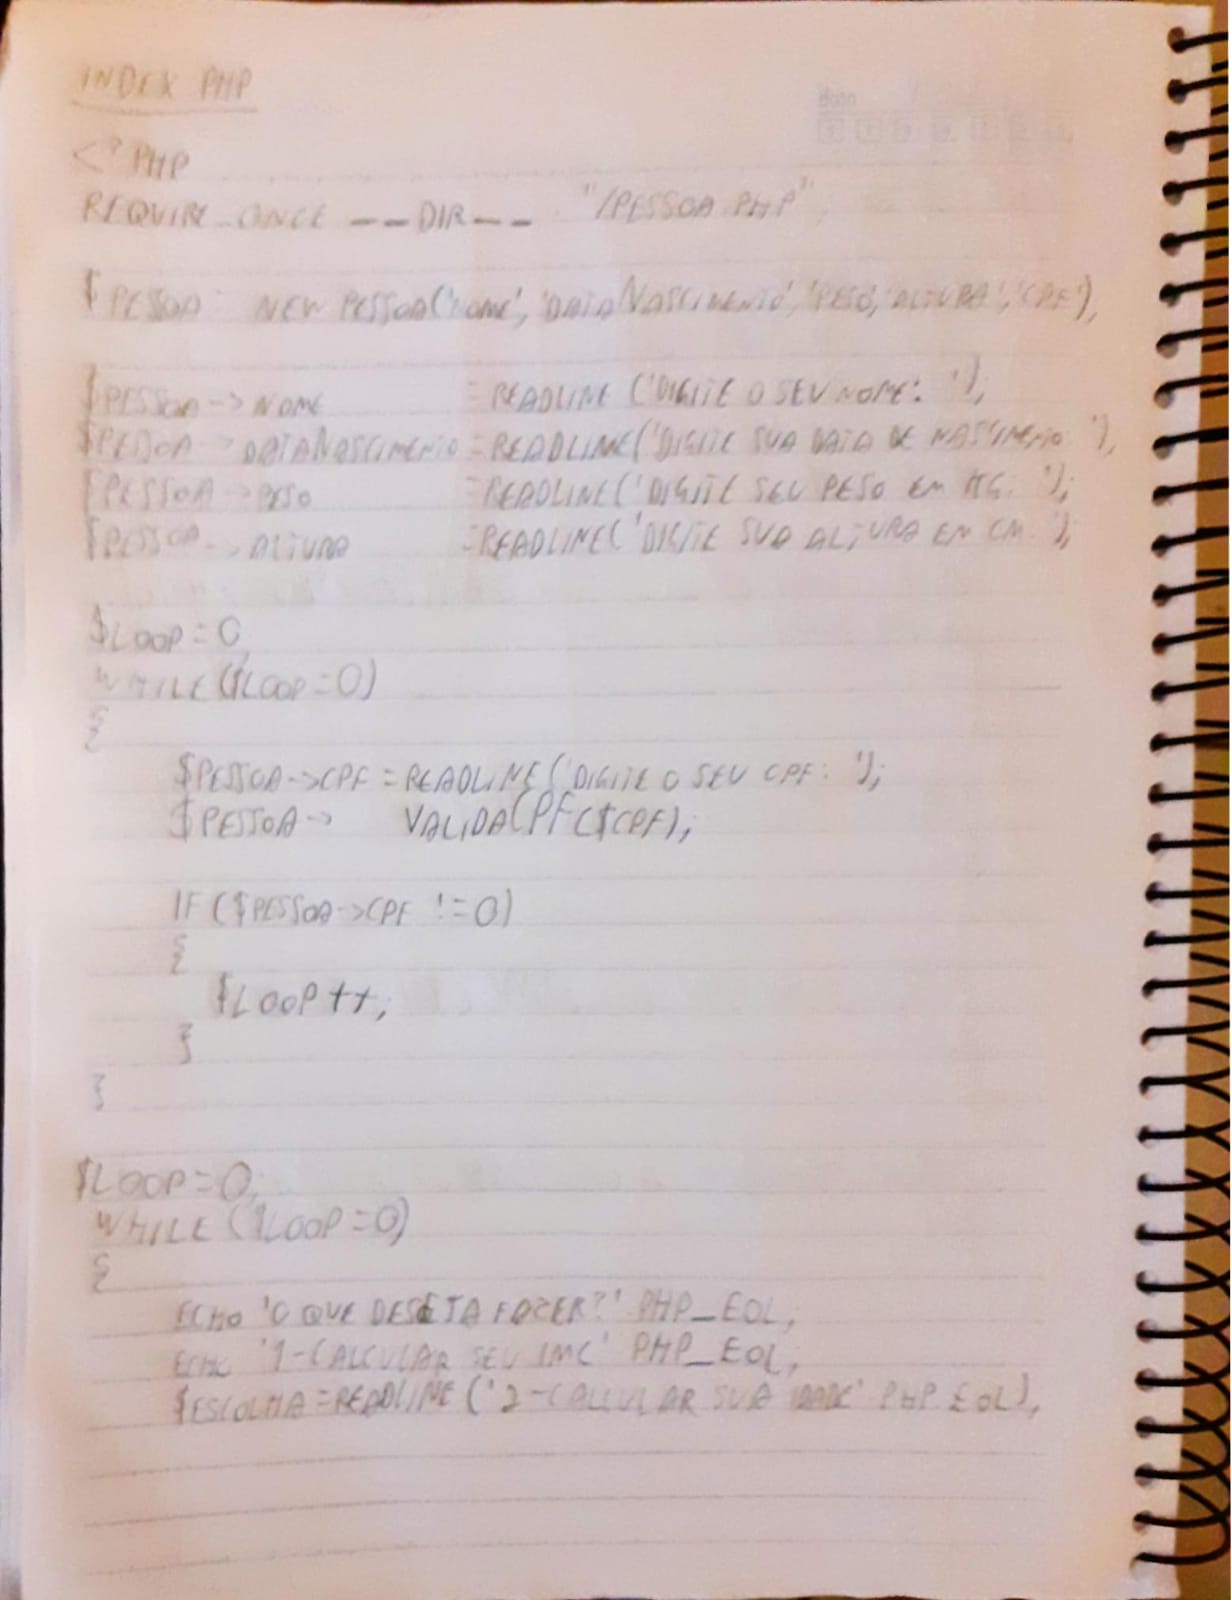 INDEX PHP
Data
<? PHP
REQUIRE_ONCE __DIR__ "/PESSOA PHP";
$PESSOA = NEW PESSOA('NOME', 'DATANASCIMENTO', 'PESO', 'ALTURA', 'CPF');
$PESSOA->NOME = READLINE ('DIGITE O SEU NOME: ');
$PESSOA->DATANASCIMENTO = READLINE('DIGITE SUA DATA DE NASCIMENTO: ');
$PESSOA->PESO = READLINE('DIGITE SEU PESO EM KG: ');
$PESSOA->ALTURA = READLINE('DIGITE SUA ALTURA EM CM: ');
$LOOP = 0;
WHILE ($LOOP = 0)
{
$PESSOA->CPF = READLINE('DIGITE O SEU CPF: ');
$PESSOA-> VALIDACPF($CPF);
IF ($PESSOA->CPF != 0)
{
$LOOP ++;
}
}
$LOOP = 0;
WHILE ($LOOP = 0)
{
ECHO 'O QUE DESEJA FAZER?' PHP_EOL;
ECHO '1-CALCULAR SEU IMC' PHP_EOL;
$ESCOLHA = READLINE ('2-CALCULAR SUA IDADE' PHP_EOL);